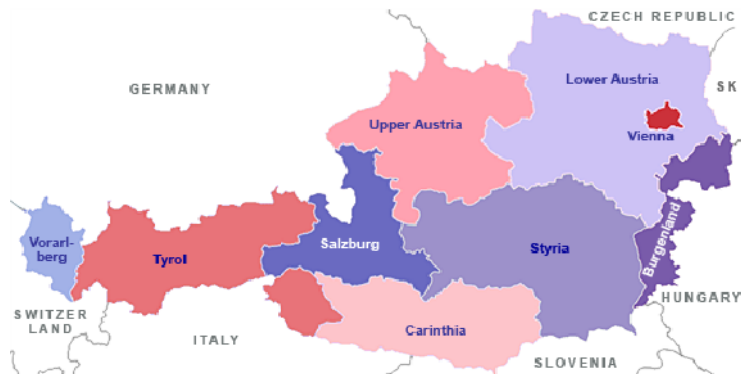 CZECH REPUBLIC
GERMANY
Lower Austria
SK
Upper Austria
Vienna
Vorarl-
berg
Tyrol
Salzburg
Styria
Burgenland
SWITZER
LAND
ITALY
Carinthia
HUNGARY
SLOVENIA